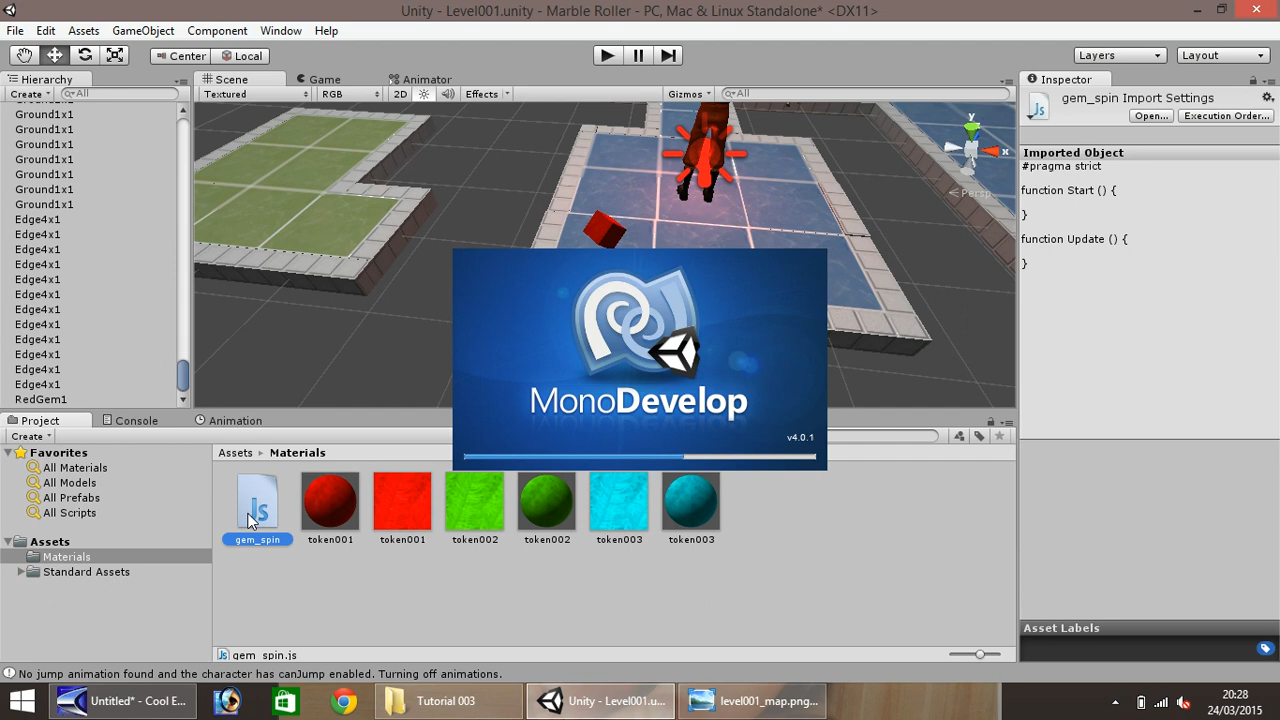 Unity - Level001.unity - Marble Roller - PC, Mac & Linux Standalone* <DX11>
File Edit Assets GameObject Component Window Help
Center Local Layers Layout
Hierarchy Scene Game Animator Inspector
Create All Textured RGB 2D Effects Gizmos All
gem_spin Import Settings
Open... Execution Order...
Ground1x1
Ground1x1
Ground1x1
Ground1x1
Ground1x1
Ground1x1
Ground1x1
Edge4x1
Edge4x1
Edge4x1
Edge4x1
Edge4x1
Edge4x1
Edge4x1
Edge4x1
Edge4x1
Edge4x1
Edge4x1
Edge4x1
RedGem1
y
x
Persp
Imported Object
#pragma strict
function Start () {
}
function Update () {
}
MonoDevelop
v4.0.1
Project Console Animation
Create
Favorites
All Materials
All Models
All Prefabs
All Scripts
Assets
Materials
Standard Assets
Assets Materials
Js
gem_spin token001 token001 token002 token002 token003 token003
gem_spin.js
Asset Labels
No jump animation found and the character has canJump enabled. Turning off animations.
Untitled* - Cool E... Tutorial 003 Unity - Level001.u... level001_map.png...
20:28
24/03/2015